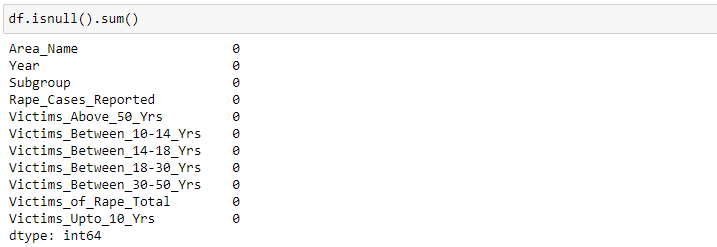 df.isnull().sum()
Area_Name 0
Year 0
Subgroup 0
Rape_Cases_Reported 0
Victims_Above_50_Yrs 0
Victims_Between_10-14_Yrs 0
Victims_Between_14-18_Yrs 0
Victims_Between_18-30_Yrs 0
Victims_Between_30-50_Yrs 0
Victims_of_Rape_Total 0
Victims_Upto_10_Yrs 0
dtype: int64